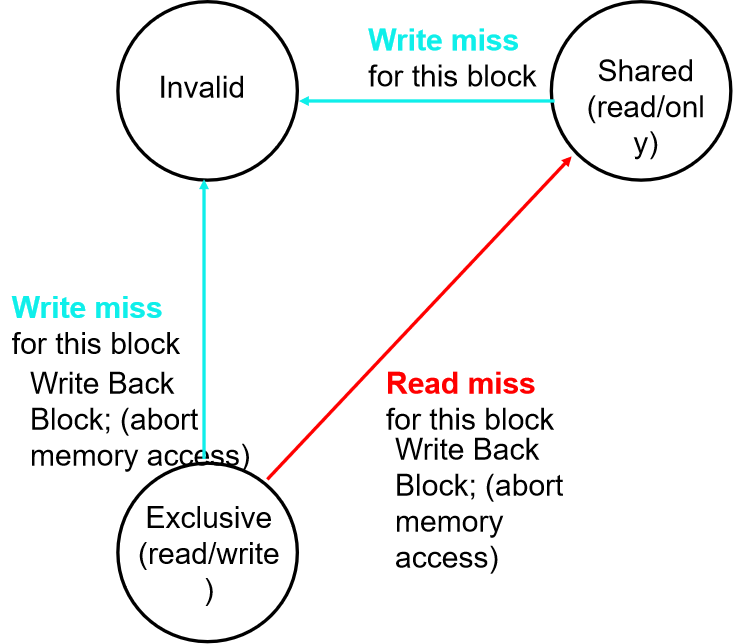 Write miss
for this block
Invalid
Shared
(read/onl
y)
Write miss
for this block
Write Back
Block; (abort
memory access)
Read miss
for this block
Write Back
Block; (abort
memory
access)
Exclusive
(read/write
)